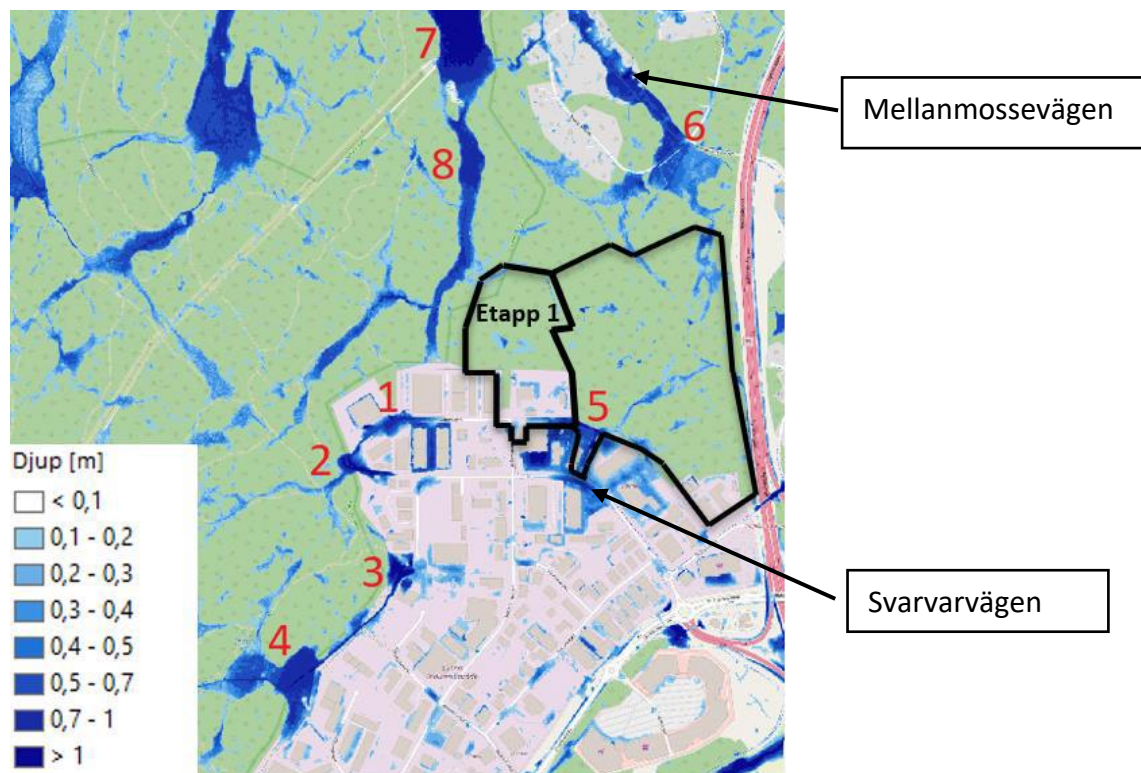 7
Mellanmossevägen
6
8
Etapp 1
1
5
2
Djup [m]
< 0,1
0,1 - 0,2
0,2 - 0,3
3
0,3 - 0,4
Svarvarvägen
0,4 - 0,5
4
0,5 - 0,7
0,7 - 1
> 1